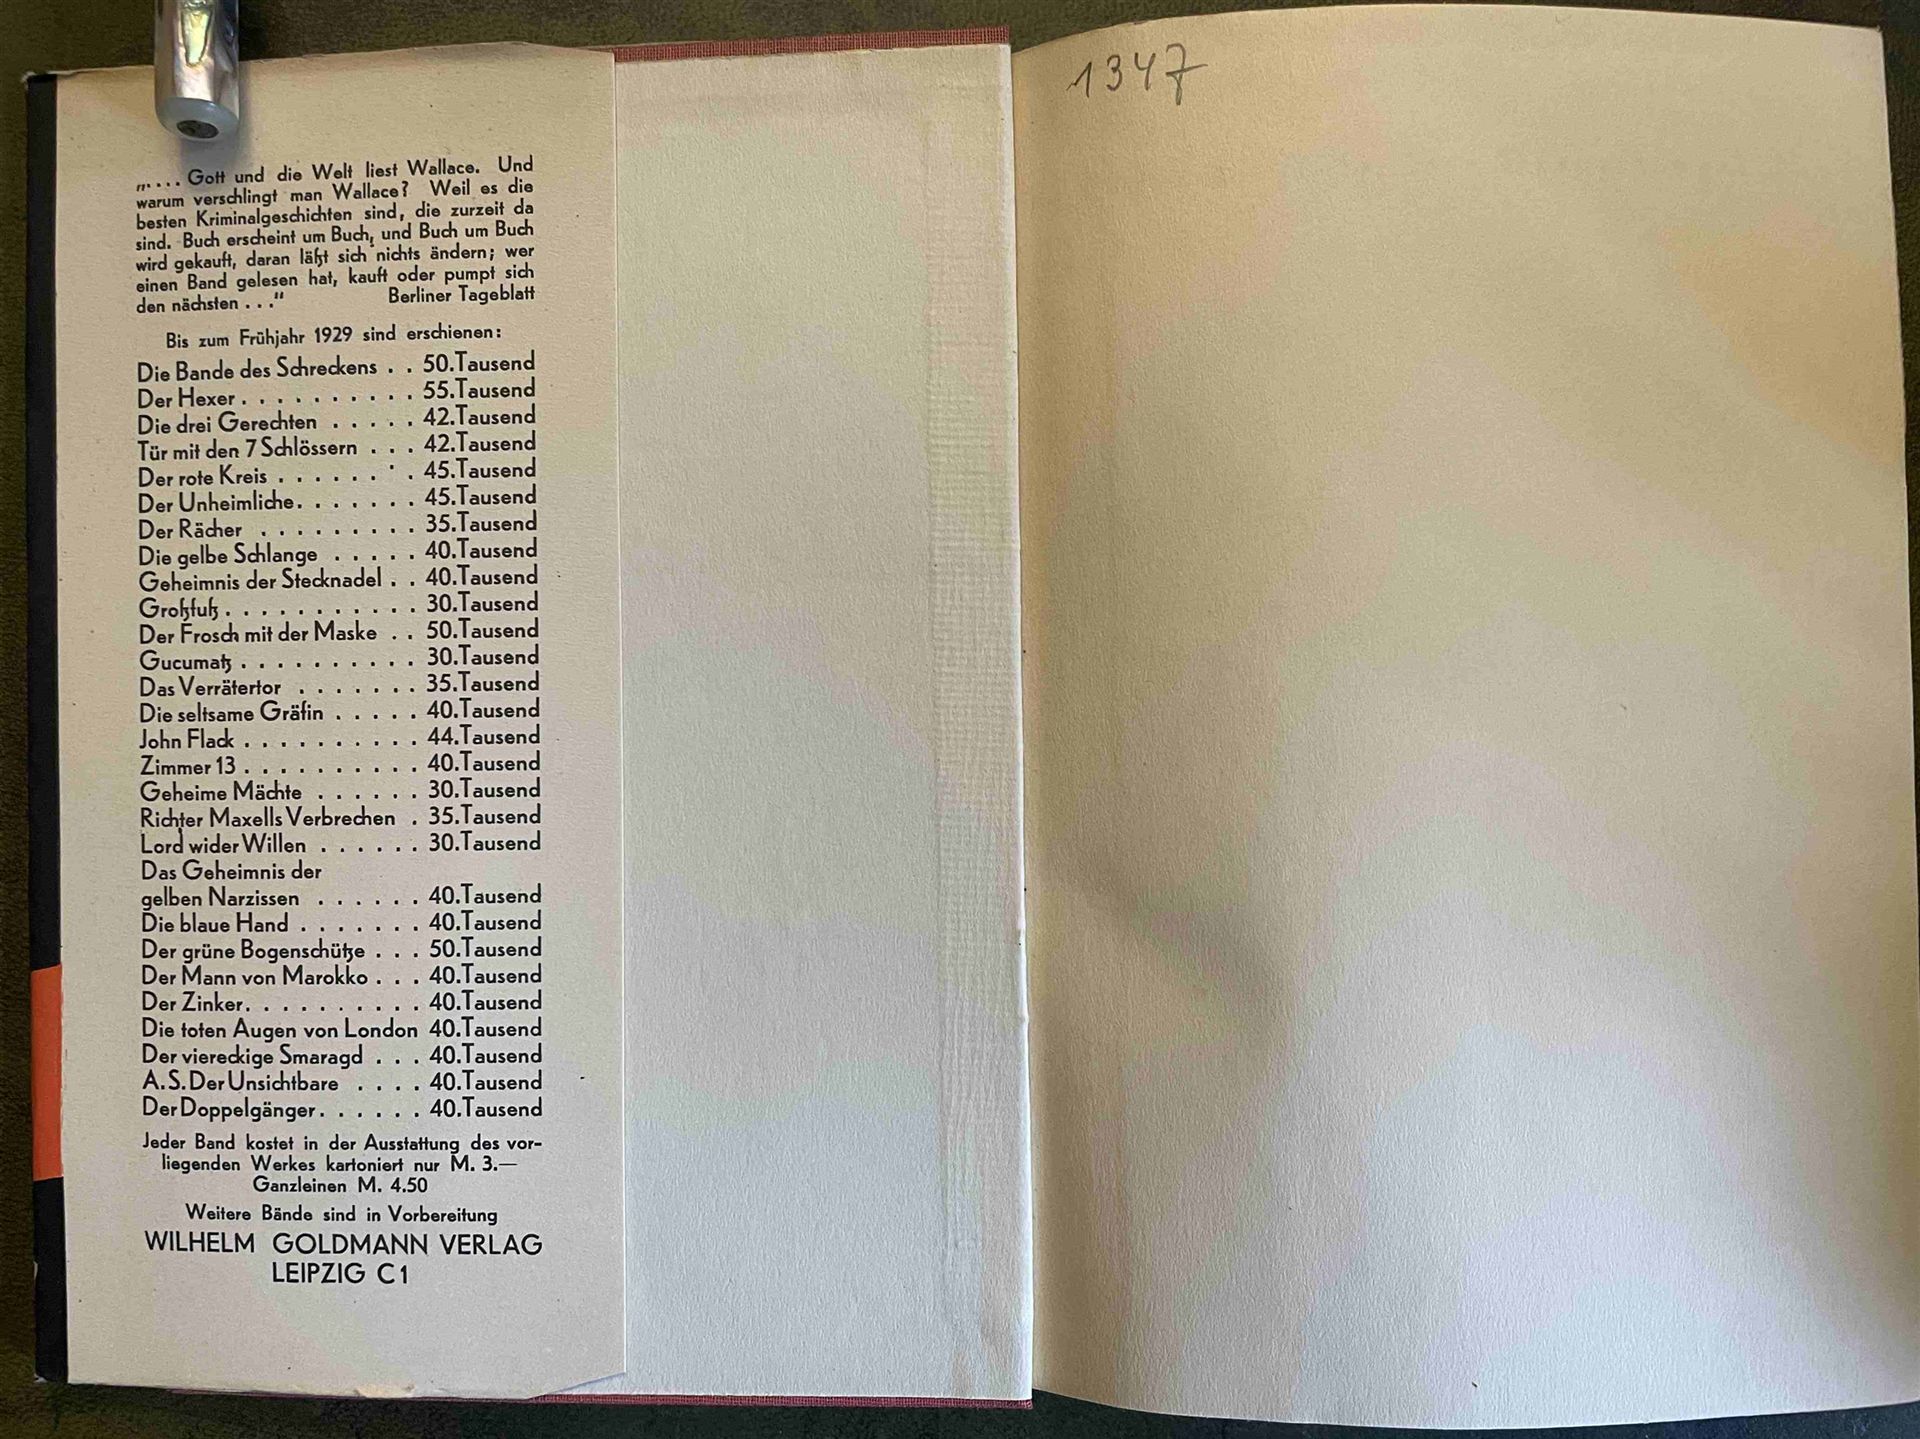 „.... Gott und die Welt liest Wallace. Und
warum verschlingt man Wallace? Weil es die
besten Kriminalgeschichten sind, die zurzeit da
sind. Buch erscheint um Buch, und Buch um Buch
wird gekauft, daran läßt sich nichts ändern; wer
einen Band gelesen hat, kauft oder pumpt sich
den nächsten ..." Berliner Tageblatt
Bis zum Frühjahr 1929 sind erschienen:
Die Bande des Schreckens . . 50.Tausend
Der Hexer . . . . . . . . . . 55.Tausend
Die drei Gerechten . . . . . 42.Tausend
Tür mit den 7 Schlössern . . . 42.Tausend
Der rote Kreis . . . . . . . . 45.Tausend
Der Unheimliche. . . . . . . 45.Tausend
Der Rächer . . . . . . . . . 35.Tausend
Die gelbe Schlange . . . . . 40.Tausend
Geheimnis der Stecknadel . . 40.Tausend
Großfuß . . . . . . . . . . . 30.Tausend
Der Frosch mit der Maske . . 50.Tausend
Gucumatz . . . . . . . . . . 30.Tausend
Das Verrätertor . . . . . . . 35.Tausend
Die seltsame Gräfin . . . . . 40.Tausend
John Flack . . . . . . . . . . 44.Tausend
Zimmer 13 . . . . . . . . . . 40.Tausend
Geheime Mächte . . . . . . 30.Tausend
Richter Maxells Verbrechen . 35.Tausend
Lord wider Willen . . . . . . 30.Tausend
Das Geheimnis der
gelben Narzissen . . . . . . 40.Tausend
Die blaue Hand . . . . . . . 40.Tausend
Der grüne Bogenschütze . . . 50.Tausend
Der Mann von Marokko . . . 40.Tausend
Der Zinker. . . . . . . . . . 40.Tausend
Die toten Augen von London 40.Tausend
Der viereckige Smaragd . . . 40.Tausend
A.S.Der Unsichtbare . . . . 40.Tausend
Der Doppelgänger. . . . . . 40.Tausend
Jeder Band kostet in der Ausstattung des vor-
liegenden Werkes kartoniert nur M. 3.—
Ganzleinen M. 4.50
Weitere Bände sind in Vorbereitung
WILHELM GOLDMANN VERLAG
LEIPZIG C1
1347